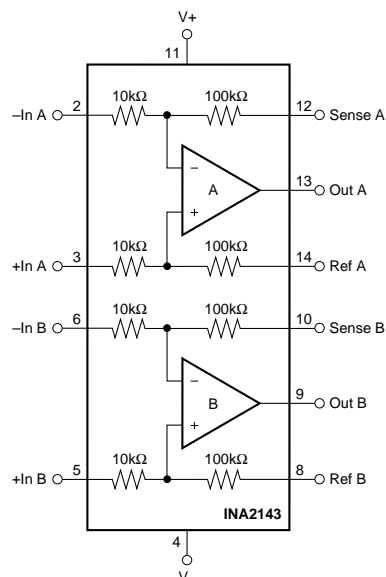 V+
11
–In A 2 10kΩ 100kΩ 12 Sense A
A 13 Out A
+In A 3 10kΩ 100kΩ 14 Ref A
–In B 6 10kΩ 100kΩ 10 Sense B
B 9 Out B
+In B 5 10kΩ 100kΩ 8 Ref B
INA2143
4
V